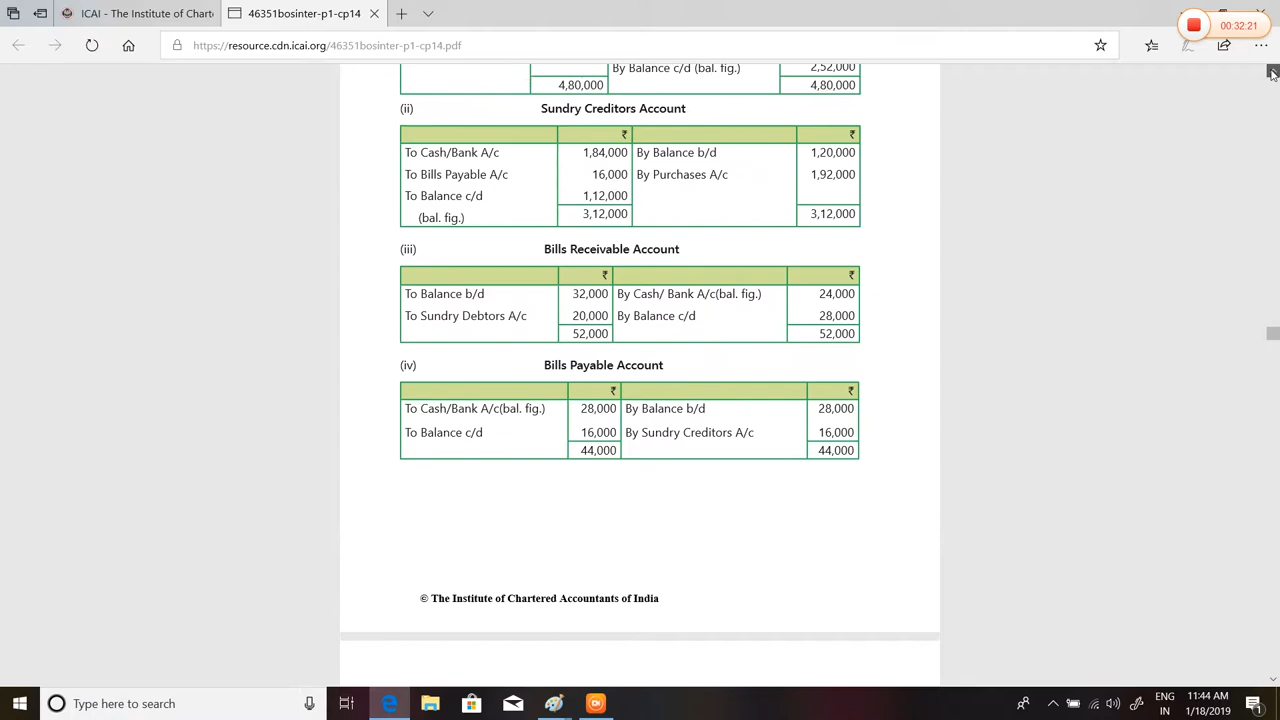 ICAI - The Institute of Charte
46351bosinter-p1-cp14
00:32:21
https://resource.cdn.icai.org/46351bosinter-p1-cp14.pdf
By Balance c/d (bal. fig.) 2,52,000
4,80,000 4,80,000
(ii) Sundry Creditors Account
₹ ₹
To Cash/Bank A/c 1,84,000 By Balance b/d 1,20,000
To Bills Payable A/c 16,000 By Purchases A/c 1,92,000
To Balance c/d 1,12,000
(bal. fig.) 3,12,000 3,12,000
(iii) Bills Receivable Account
₹ ₹
To Balance b/d 32,000 By Cash/ Bank A/c(bal. fig.) 24,000
To Sundry Debtors A/c 20,000 By Balance c/d 28,000
52,000 52,000
(iv) Bills Payable Account
₹ ₹
To Cash/Bank A/c(bal. fig.) 28,000 By Balance b/d 28,000
To Balance c/d 16,000 By Sundry Creditors A/c 16,000
44,000 44,000
© The Institute of Chartered Accountants of India
Type here to search
ENG 11:44 AM
IN 1/18/2019
1